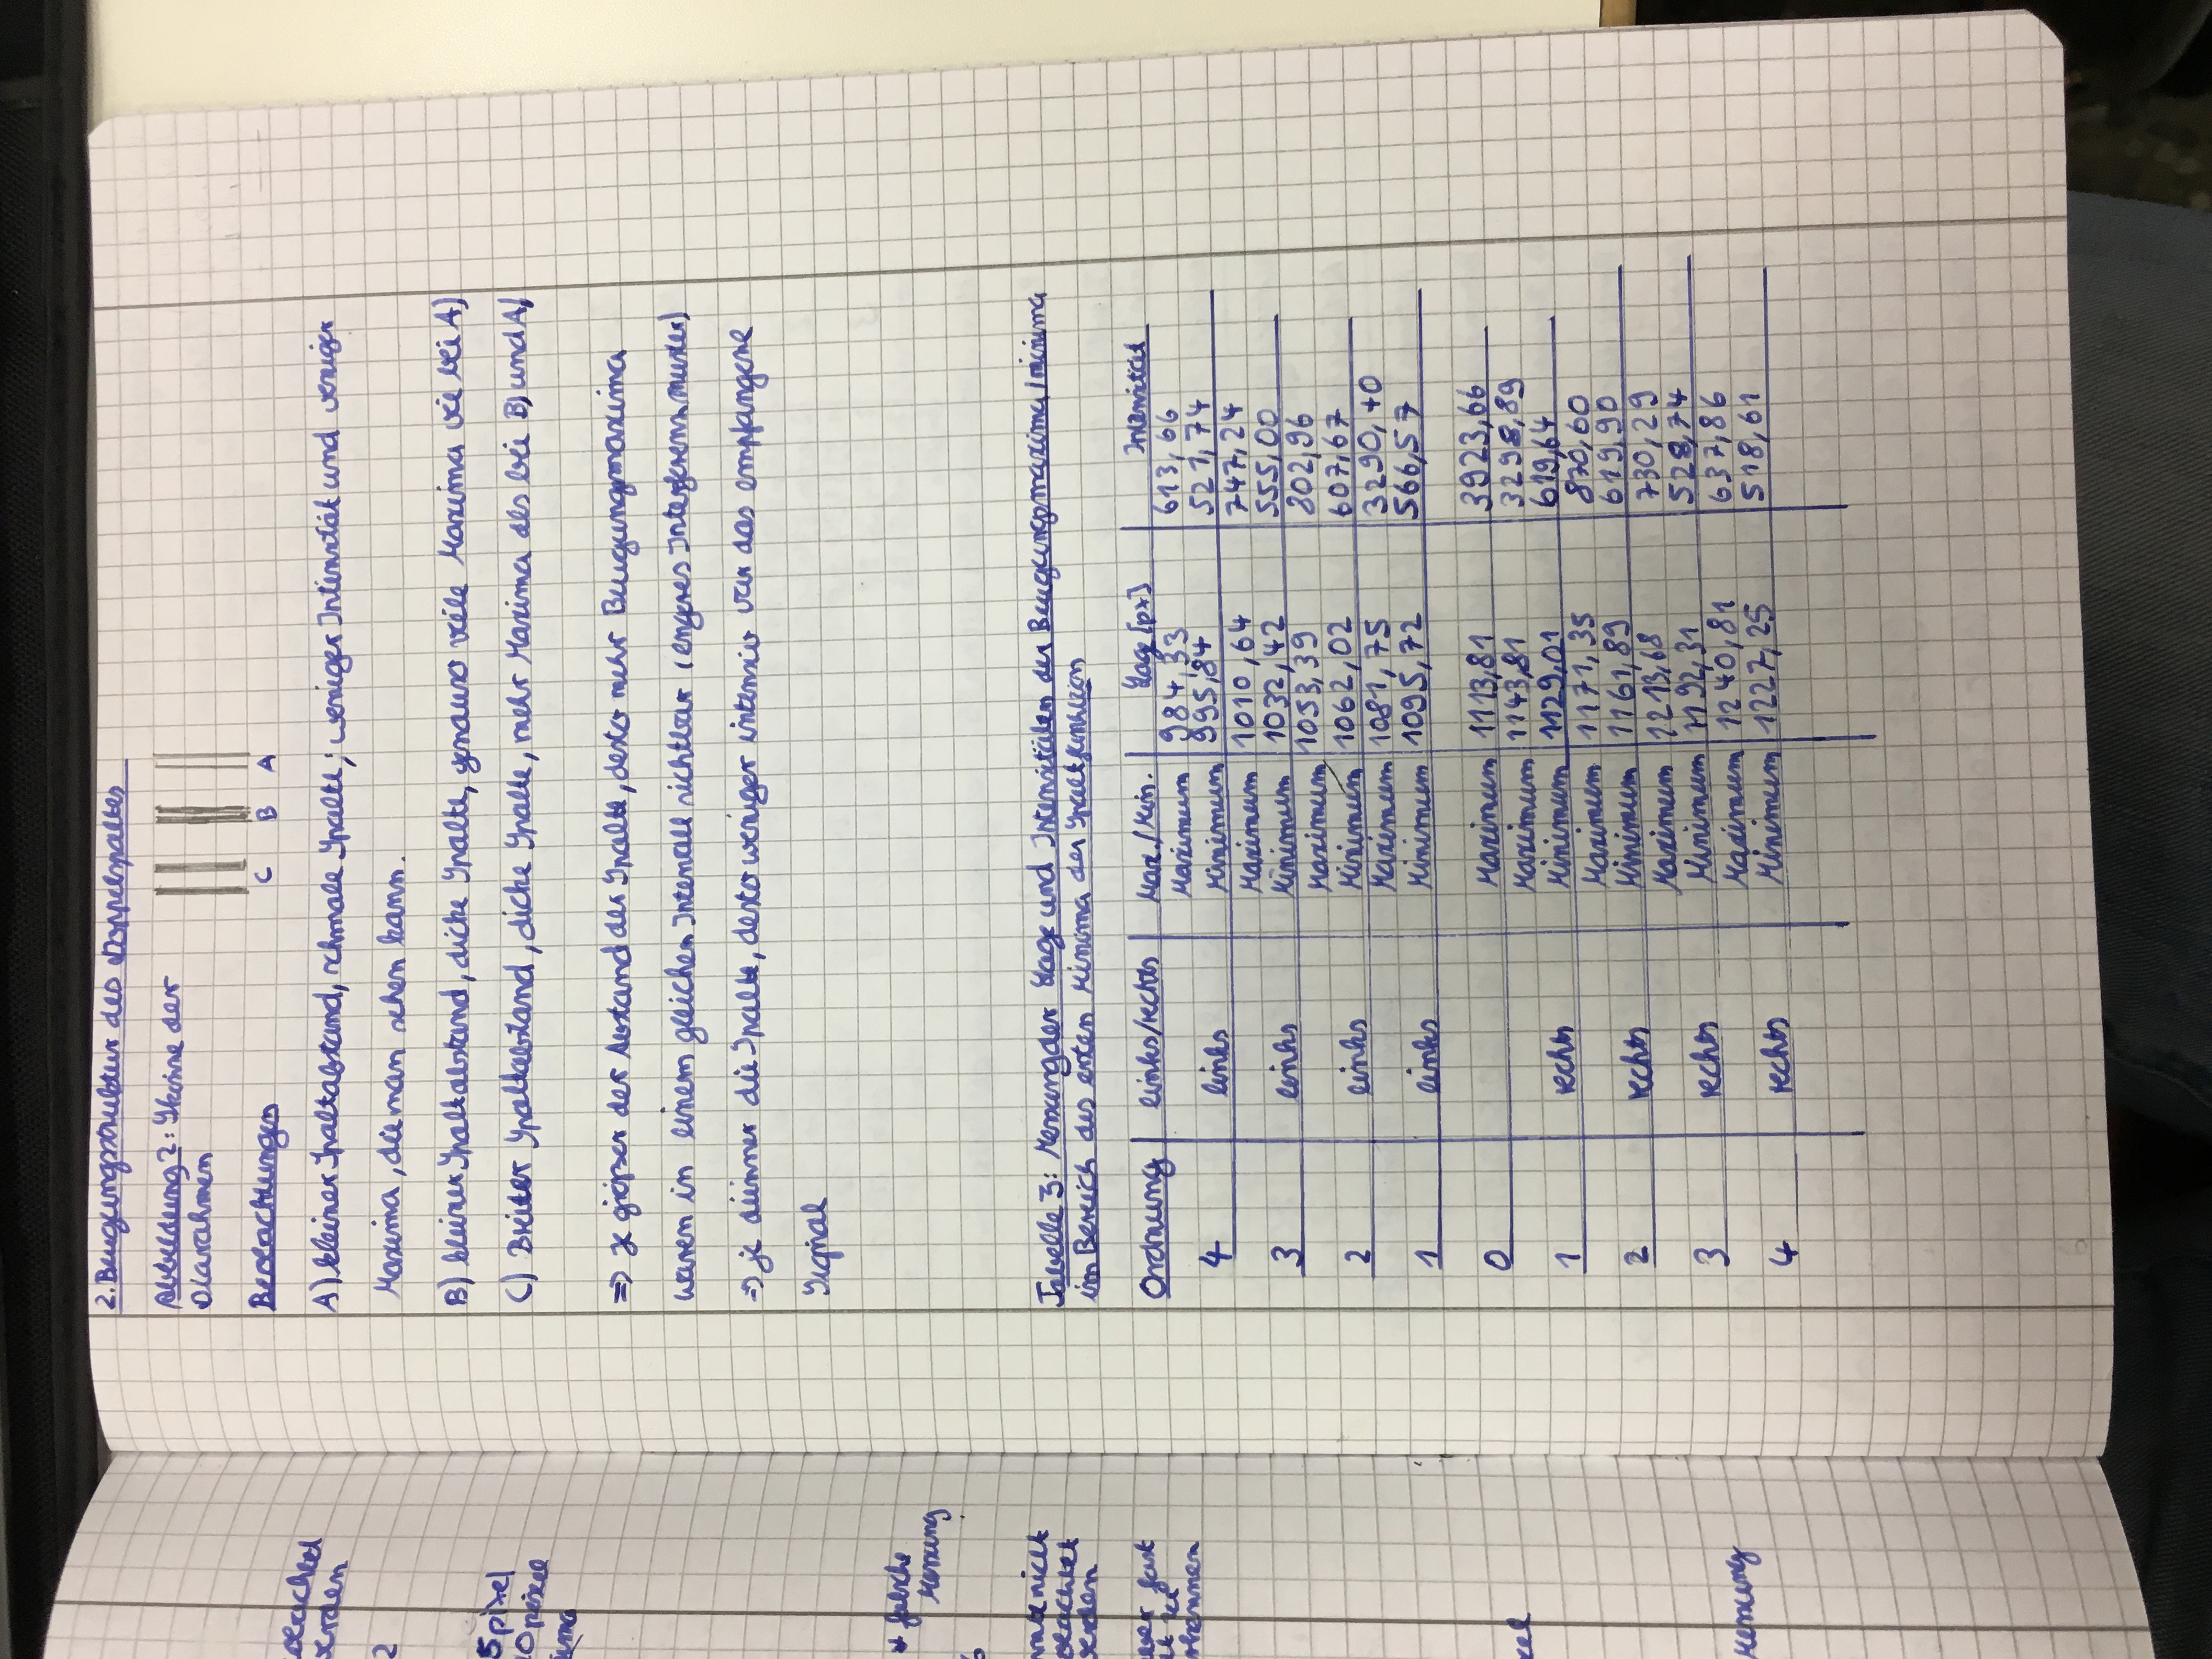 oerscheid
erden
2
5 pixel
10 pixel
ima
* falsche
Messung
6
nnte nicht
obachtet
erden
wer fast
kennen
xel
Messung
2. Beugungsstruktur des Doppelspaltes
Abbildung 2: Skizze der
Diarahmen
C B A
Beobachtungen
A) kleiner Spaltabstand, schmale Spalte; weniger Intensität und weniger
Maxima, die man sehen kann.
B) kleiner Spaltabstand, dicke Spalte, genauso viele Maxima wie bei A)
C) Breiter Spaltabstand, dicke Spalte, mehr Maxima als bei B) und A)
=> je größer der Abstand der Spalte, desto mehr Beugungsmaxima
waren in einem gleichen Intervall sichtbar (engeres Interferenzmuster)
=> je dünner die Spalte, desto weniger intensiv war das empfangene
Signal
Tabelle 3: Messung der Lage und Intensitäten der Beugungsmaxima/minima
im Bereich des ersten Minima der Spaltfunktion
Ordnung links/rechts Max./Min. Lage [px] Intensität
Maximum 984,33 613,66
4 links Minimum 995,84 521,74
Maximum 1010,64 747,24
3 links Minimum 1032,42 555,00
Maximum 1053,39 802,96
2 links Minimum 1062,02 607,67
Maximum 1081,75 3290,70
1 links Minimum 1095,72 566,57
0 Maximum 1113,81 3923,66
Maximum 1143,81 3298,89
1 rechts Minimum 1129,01 619,64
Maximum 1171,35 870,60
2 rechts Minimum 1161,89 619,90
Maximum 1213,68 730,29
3 rechts Minimum 1192,31 528,74
Maximum 1240,81 637,86
4 rechts Minimum 1227,25 518,61